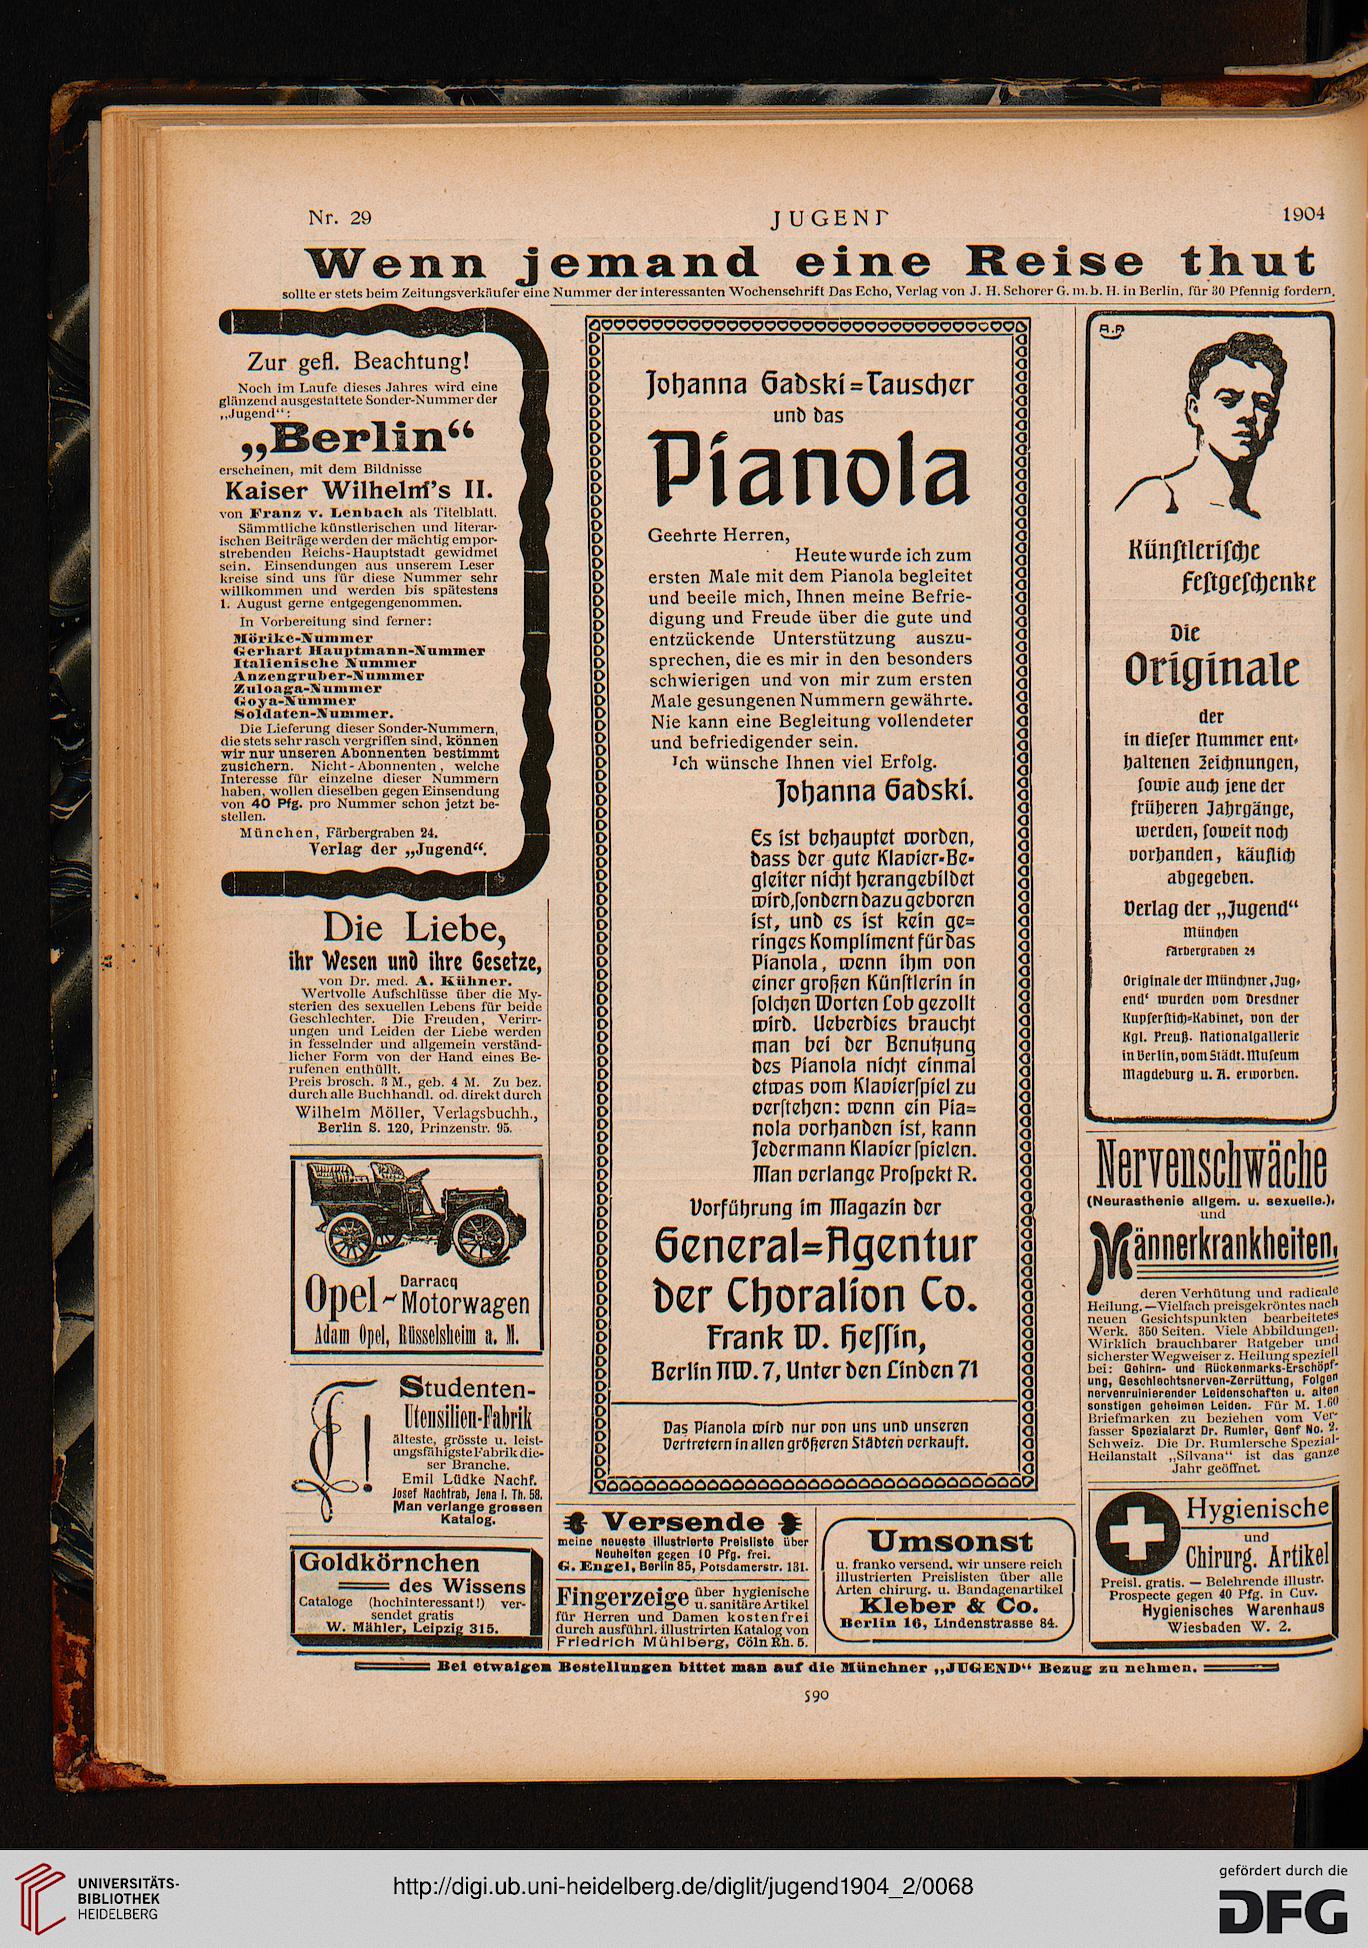 Nr. 29
JUGEND
1904
Wenn jemand eine Reise thut
sollte er stets beim Zeitungsverkäufer eine Nummer der interessanten Wochenschrift Das Echo, Verlag von J. H. Schorer G. m. b. H. in Berlin, für 30 Pfennig fordern.
Zur gefl. Beachtung!
Noch im Laufe dieses Jahres wird eine
glänzend ausgestattete Sonder-Nummer der
„Jugend“:
„Berlin“
erscheinen, mit dem Bildnisse
Kaiser Wilhelm's II.
von Franz v. Lenbach als Titelblatt.
Sämmtliche künstlerischen und literar-
ischen Beiträge werden der mächtig empor-
strebenden Reichs-Hauptstadt gewidmet
sein. Einsendungen aus unserem Leser
kreise sind uns für diese Nummer sehr
willkommen und werden bis spätestens
1. August gerne entgegengenommen.
In Vorbereitung sind ferner:
Mörike-Nummer
Gerhart Hauptmann-Nummer
Italienische Nummer
Anzengruber-Nummer
Zuloaga-Nummer
Goya-Nummer
Soldaten-Nummer.
Die Lieferung dieser Sonder-Nummern,
die stets sehr rasch vergriffen sind, können
wir nur unseren Abonnenten bestimmt
zusichern. Nicht-Abonnenten, welche
Interesse für einzelne dieser Nummern
haben, wollen dieselben gegen Einsendung
von 40 Pfg. pro Nummer schon jetzt be-
stellen.
München, Färbergraben 24.
Verlag der „Jugend“.
Die Liebe,
ihr Wesen und ihre Gesetze,
von Dr. med. A. Kühner.
Wertvolle Aufschlüsse über die My-
sterien des sexuellen Lebens für beide
Geschlechter. Die Freuden, Verirr-
ungen und Leiden der Liebe werden
in fesselnder und allgemein verständ-
licher Form von der Hand eines Be-
rufenen enthüllt.
Preis brosch. 3 M., geb. 4 M. Zu bez.
durch alle Buchhandl. od. direkt durch
Wilhelm Möller, Verlagsbuchh.,
Berlin S. 120, Prinzenstr. 95.
Opel-Darracq
Motorwagen
Adam Opel, Rüsselsheim a. M.
Studenten-
Utensilien-Fabrik
älteste, grösste u. leist-
ungsfähigste Fabrik die-
ser Branche.
Emil Lüdke Nachf.
Josef Nachtrab, Jena i. Th. 58.
Man verlange grossen
Katalog.
Goldkörnchen
des Wissens
Cataloge (hochinteressant!) ver-
sendet gratis
W. Mähler, Leipzig 315.
Johanna Gadski=Tauscher
und das
Pianola
Geehrte Herren,
Heute wurde ich zum
ersten Male mit dem Pianola begleitet
und beeile mich, Ihnen meine Befrie-
digung und Freude über die gute und
entzückende Unterstützung auszu-
sprechen, die es mir in den besonders
schwierigen und von mir zum ersten
Male gesungenen Nummern gewährte.
Nie kann eine Begleitung vollendeter
und befriedigender sein.
Ich wünsche Ihnen viel Erfolg.
Johanna Gadski.
Es ist behauptet worden,
dass der gute Klavier-Be-
gleiter nicht herangebildet
wird, sondern dazu geboren
ist, und es ist kein ge=
ringes Kompliment für das
Pianola, wenn ihm von
einer großen Künstlerin in
solchen Worten Lob gezollt
wird. Ueberdies braucht
man bei der Benutzung
des Pianola nicht einmal
etwas vom Klavierspiel zu
verstehen: wenn ein Pia=
nola vorhanden ist, kann
Jedermann Klavier spielen.
Man verlange Prospekt R.
Vorführung im Magazin der
General=Agentur
der Choralion Co.
Frank W. Hessin,
Berlin NW. 7, Unter den Linden 71
Das Pianola wird nur von uns und unseren
Vertretern in allen größeren Städten verkauft.
Versende
meine neueste illustrierte Preisliste über
Neuheiten gegen 10 Pfg. frei.
G. Engel, Berlin 85, Potsdamerstr. 131.
Fingerzeige über hygienische
u. sanitäre Artikel
für Herren und Damen kostenfrei
durch ausführl. illustrirten Katalog von
Friedrich Mühlberg, Cöln Rh. 5.
Umsonst
u. franko versend. wir unsere reich
illustrierten Preislisten über alle
Arten chirurg. u. Bandagenartikel
Kleber & Co.
Berlin 16, Lindenstrasse 84.
Künstlerische
Festgeschenke
Die
Originale
der
in dieser Nummer ent-
haltenen Zeichnungen,
sowie auch jene der
früheren Jahrgänge,
werden, soweit noch
vorhanden, käuflich
abgegeben.
Verlag der „Jugend“
München
Färbergraben 24
Originale der Münchner ‚Jug-
end‘ wurden vom Dresdner
Kupferstich-Kabinet, von der
Kgl. Preuß. Nationalgallerie
in Berlin, vom Städt. Museum
Magdeburg u. A. erworben.
Nervenschwäche
(Neurasthenie allgem. u. sexuelle.),
und
Männerkrankheiten,
deren Verhütung und radicale
Heilung.—Vielfach preisgekröntes nach
neuen Gesichtspunkten bearbeitetes
Werk. 350 Seiten. Viele Abbildungen.
Wirklich brauchbarer Ratgeber und
sicherster Wegweiser z. Heilung speziell
bei: Gehirn- und Rückenmarks-Erschöpf-
ung, Geschlechtsnerven-Zerrüttung, Folgen
nervenruinierender Leidenschaften u. alten
sonstigen geheimen Leiden. Für M. 1.60
Briefmarken zu beziehen vom Ver-
fasser Spezialarzt Dr. Rumler, Genf No. 2.
Schweiz. Die Dr. Rumlersche Spezial-
Heilanstalt „Silvana“ ist das ganze
Jahr geöffnet.
Hygienische
und
Chirurg. Artikel
Preisl. gratis. — Belehrende illustr.
Prospecte gegen 40 Pfg. in Cuv.
Hygienisches Warenhaus
Wiesbaden W. 2.
Bei etwaigen Bestellungen bittet man auf die Münchner „JUGEND“ Bezug zu nehmen.
590
UNIVERSITÄTS-
BIBLIOTHEK
HEIDELBERG
http://digi.ub.uni-heidelberg.de/diglit/jugend1904_2/0068
gefördert durch die
DFG